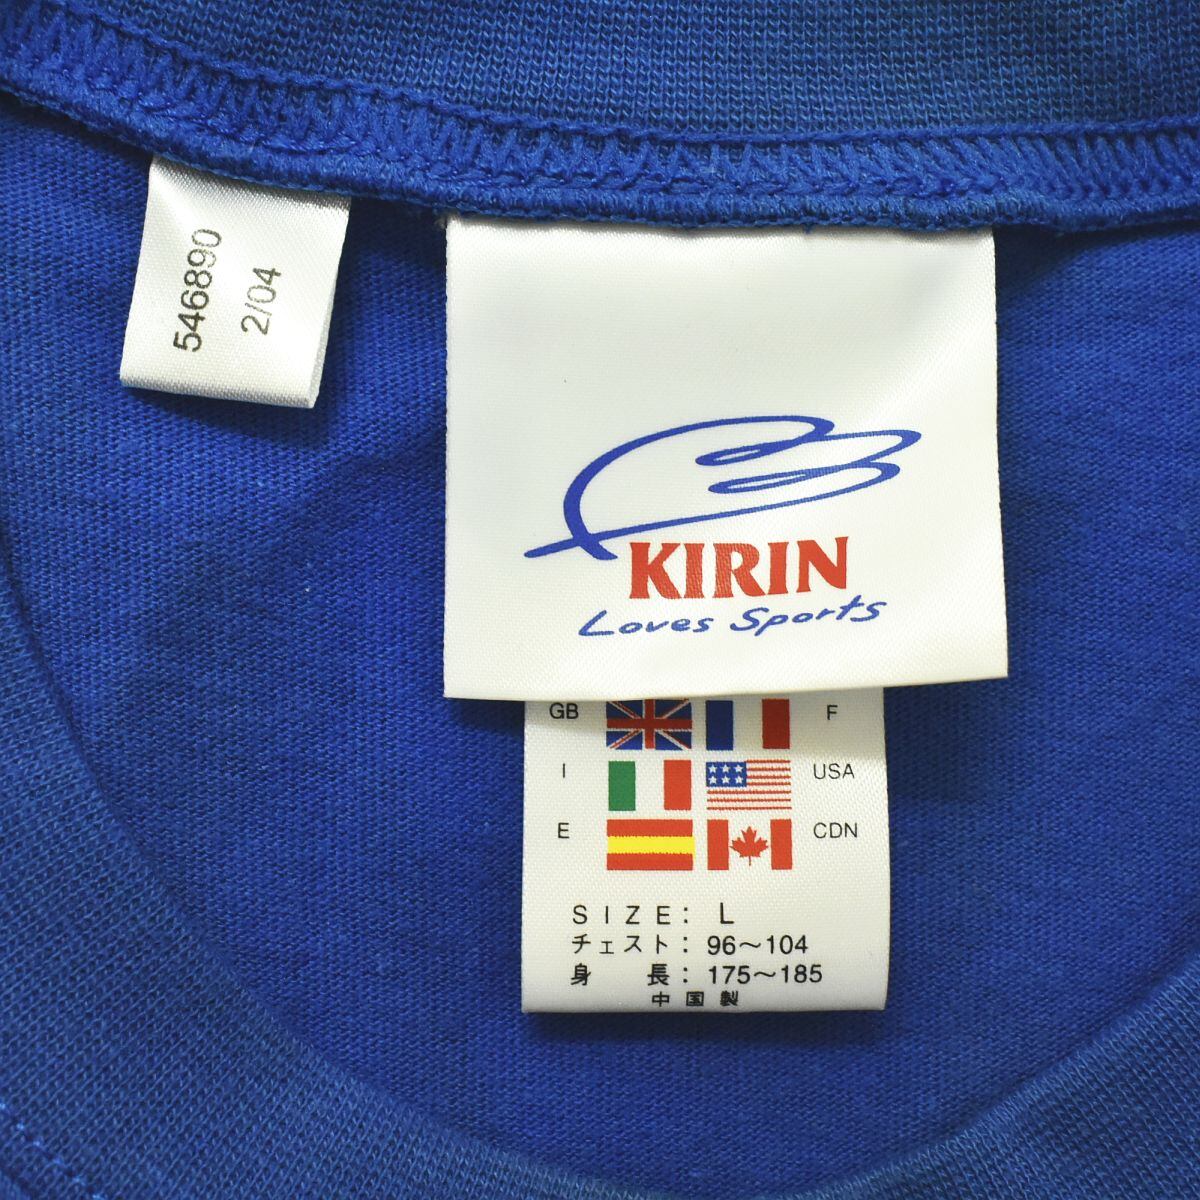 546890
2/04
KIRIN
Loves Sports
GB F
I USA
E CDN
SIZE: L
チェスト: 96～104
身 長: 175～185
中国製